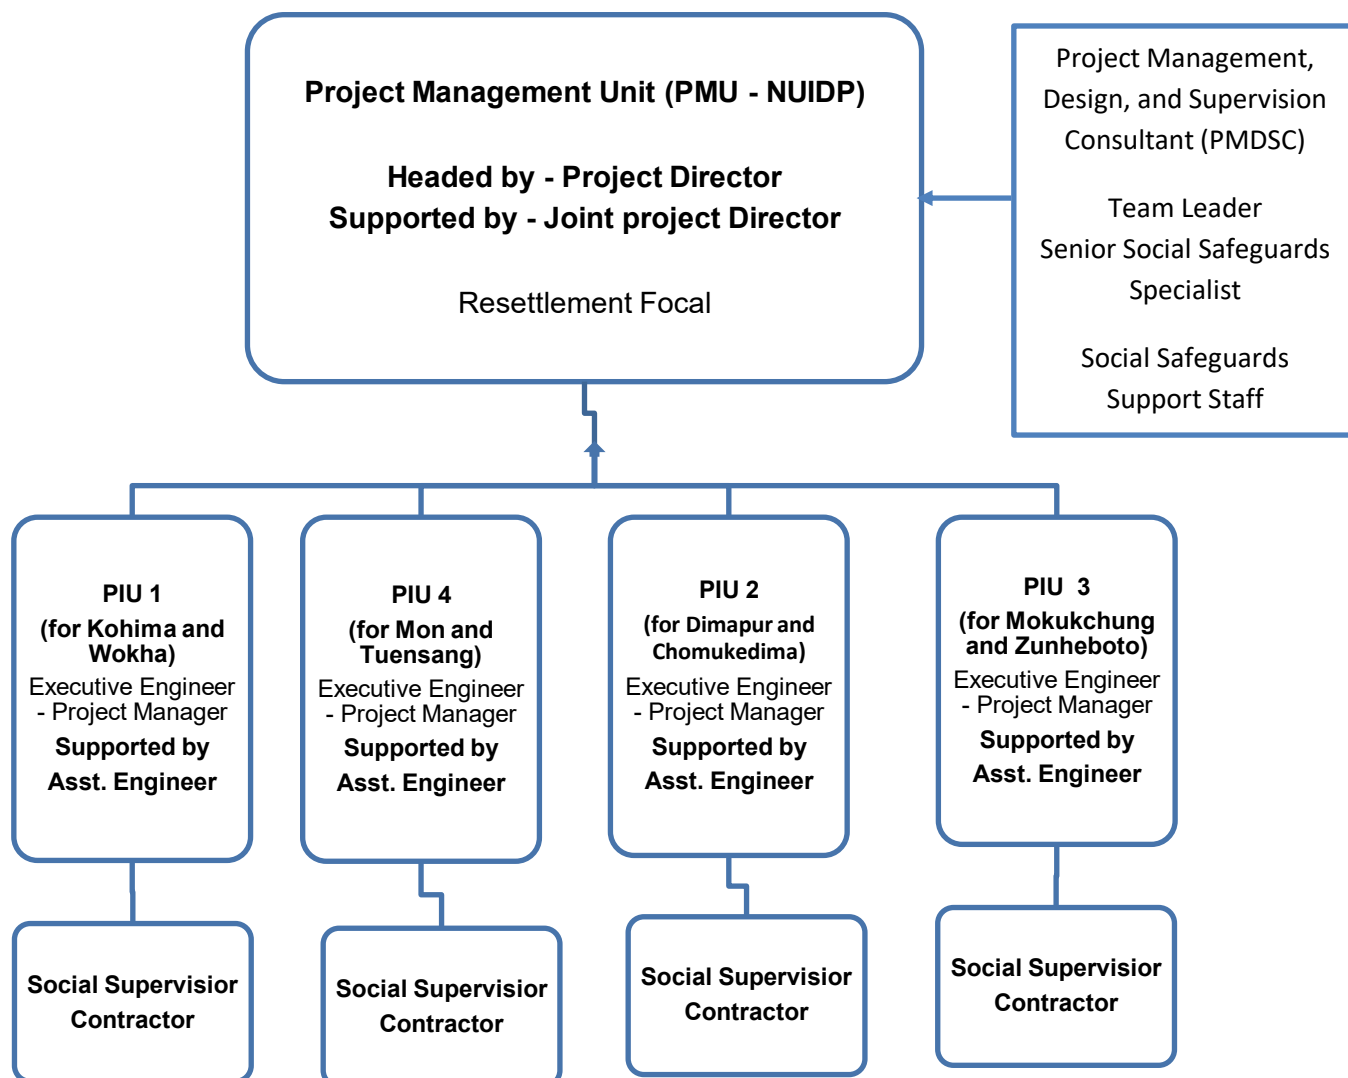 Project Management Unit (PMU - NUIDP)
Headed by - Project Director
Supported by - Joint project Director
Resettlement Focal
Project Management,
Design, and Supervision
Consultant (PMDSC)
Team Leader
Senior Social Safeguards
Specialist
Social Safeguards
Support Staff
PIU 1
(for Kohima and
Wokha)
Executive Engineer
- Project Manager
Supported by
Asst. Engineer
PIU 4
(for Mon and
Tuensang)
Executive Engineer
- Project Manager
Supported by
Asst. Engineer
PIU 2
(for Dimapur and
Chomukedima)
Executive Engineer
- Project Manager
Supported by
Asst. Engineer
PIU 3
(for Mokukchung
and Zunheboto)
Executive Engineer
- Project Manager
Supported by
Asst. Engineer
Social Supervisior
Contractor
Social Supervisior
Contractor
Social Supervisior
Contractor
Social Supervisior
Contractor